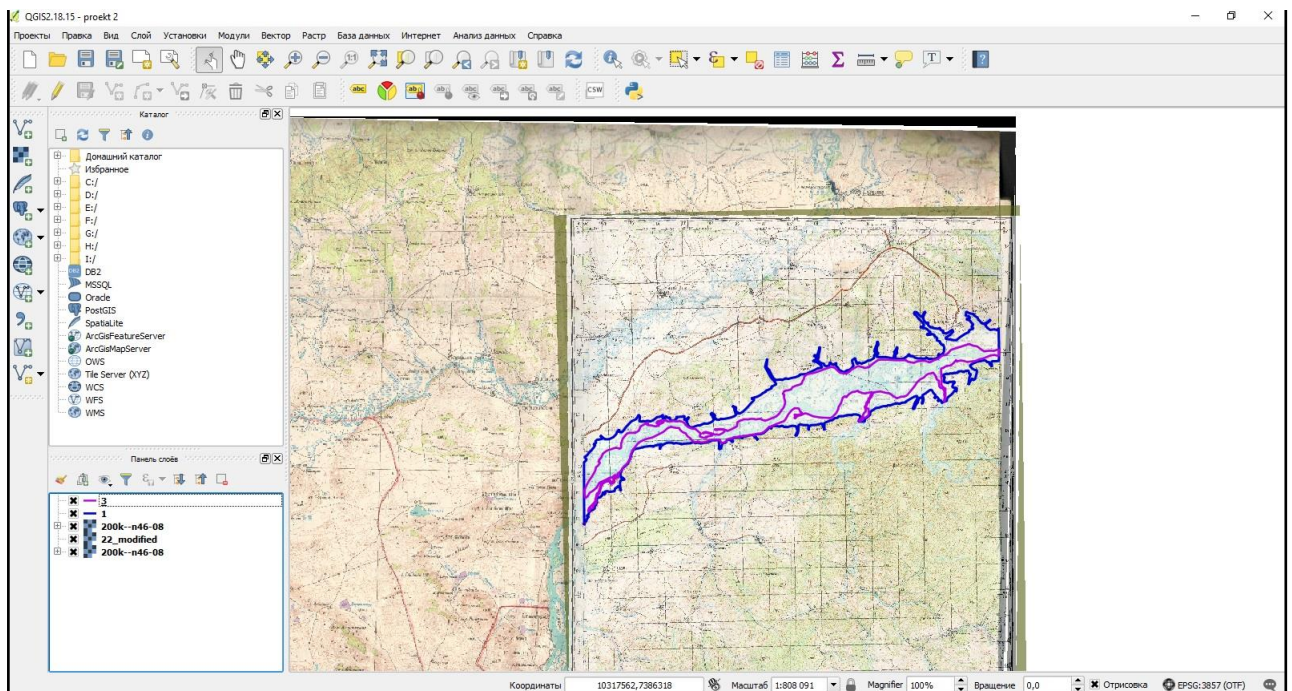 QGIS2.18.15 - proekt 2
Проекты Правка Вид Слой Установки Модули Вектор Растр База данных Интернет Анализ данных Справка
CSW
Каталог
Домашний каталог
Избранное
C:/
D:/
E:/
F:/
G:/
H:/
I:/
DB2
MSSQL
Oracle
PostGIS
SpatiaLite
ArcGisFeatureServer
ArcGisMapServer
OWS
Tile Server (XYZ)
WCS
WFS
WMS
Панель слоёв
3
1
200k--n46-08
22_modified
200k--n46-08
Координаты 10317562,7386318 Масштаб 1:808 091 Magnifier 100% Вращение 0,0 Отрисовка EPSG:3857 (OTF)